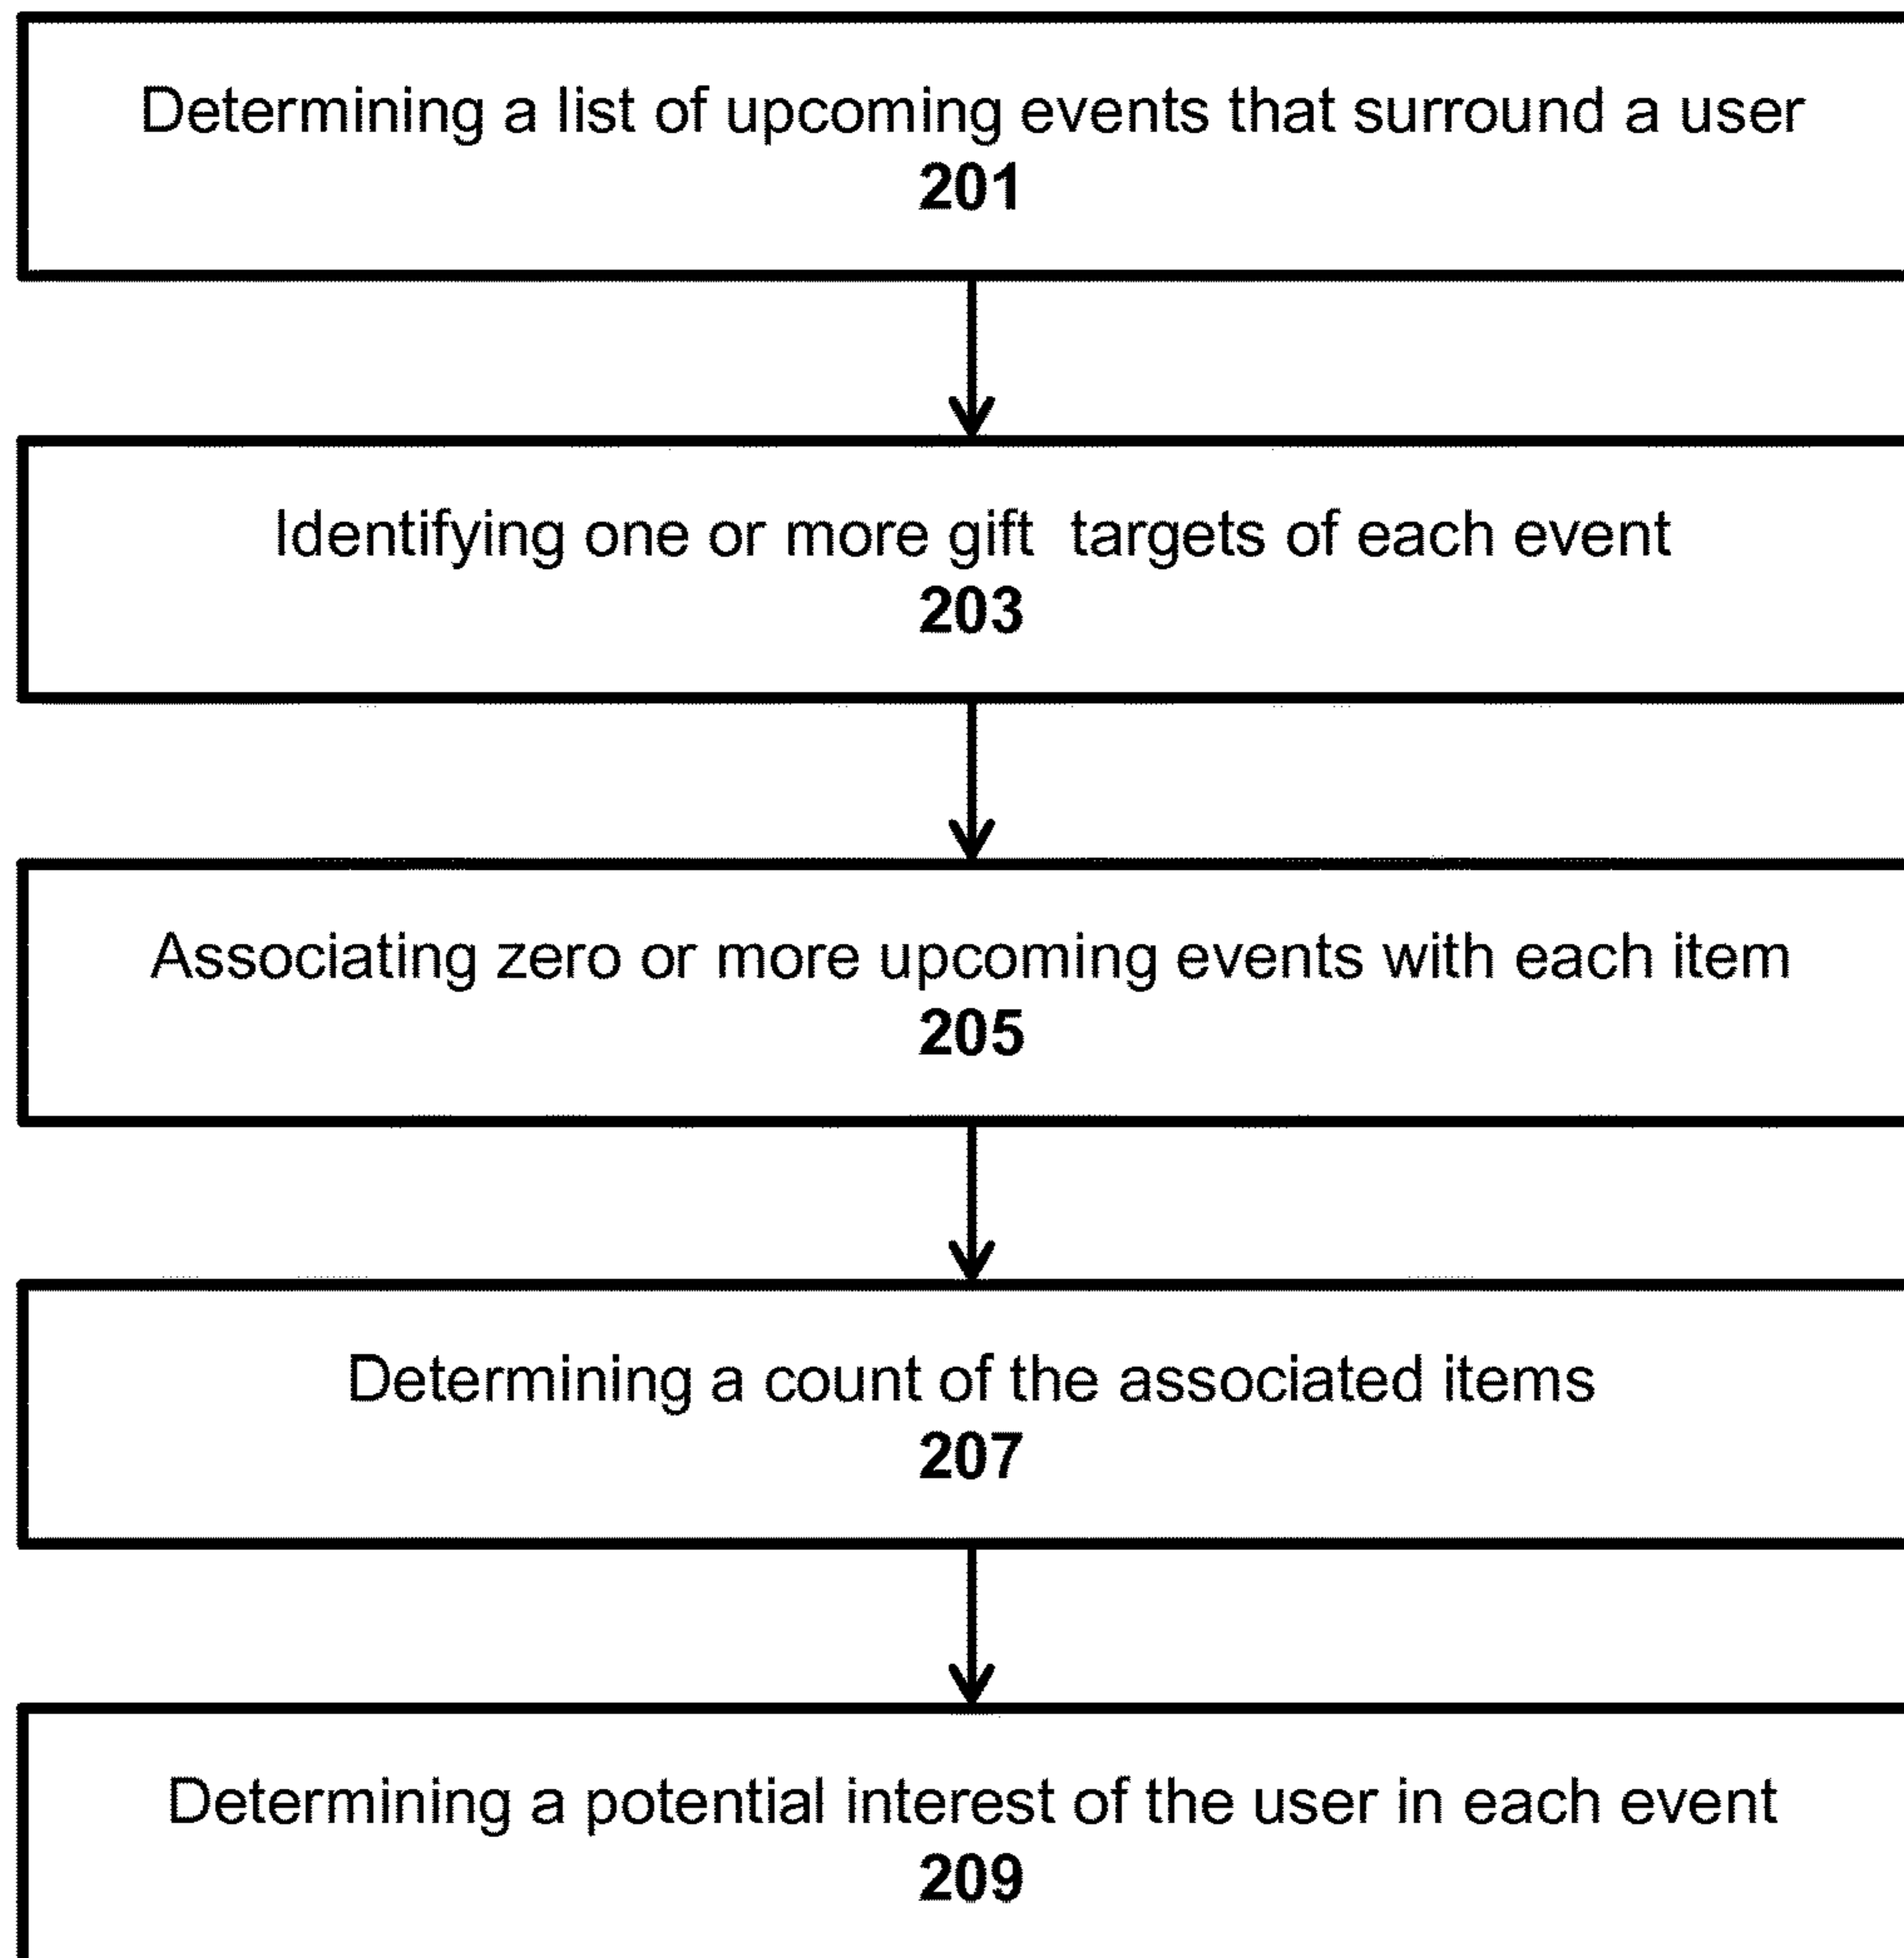 Determining a list of upcoming events that surround a user
201
Identifying one or more gift targets of each event
203
Associating zero or more upcoming events with each item
205
Determining a count of the associated items
207
Determining a potential interest of the user in each event
209